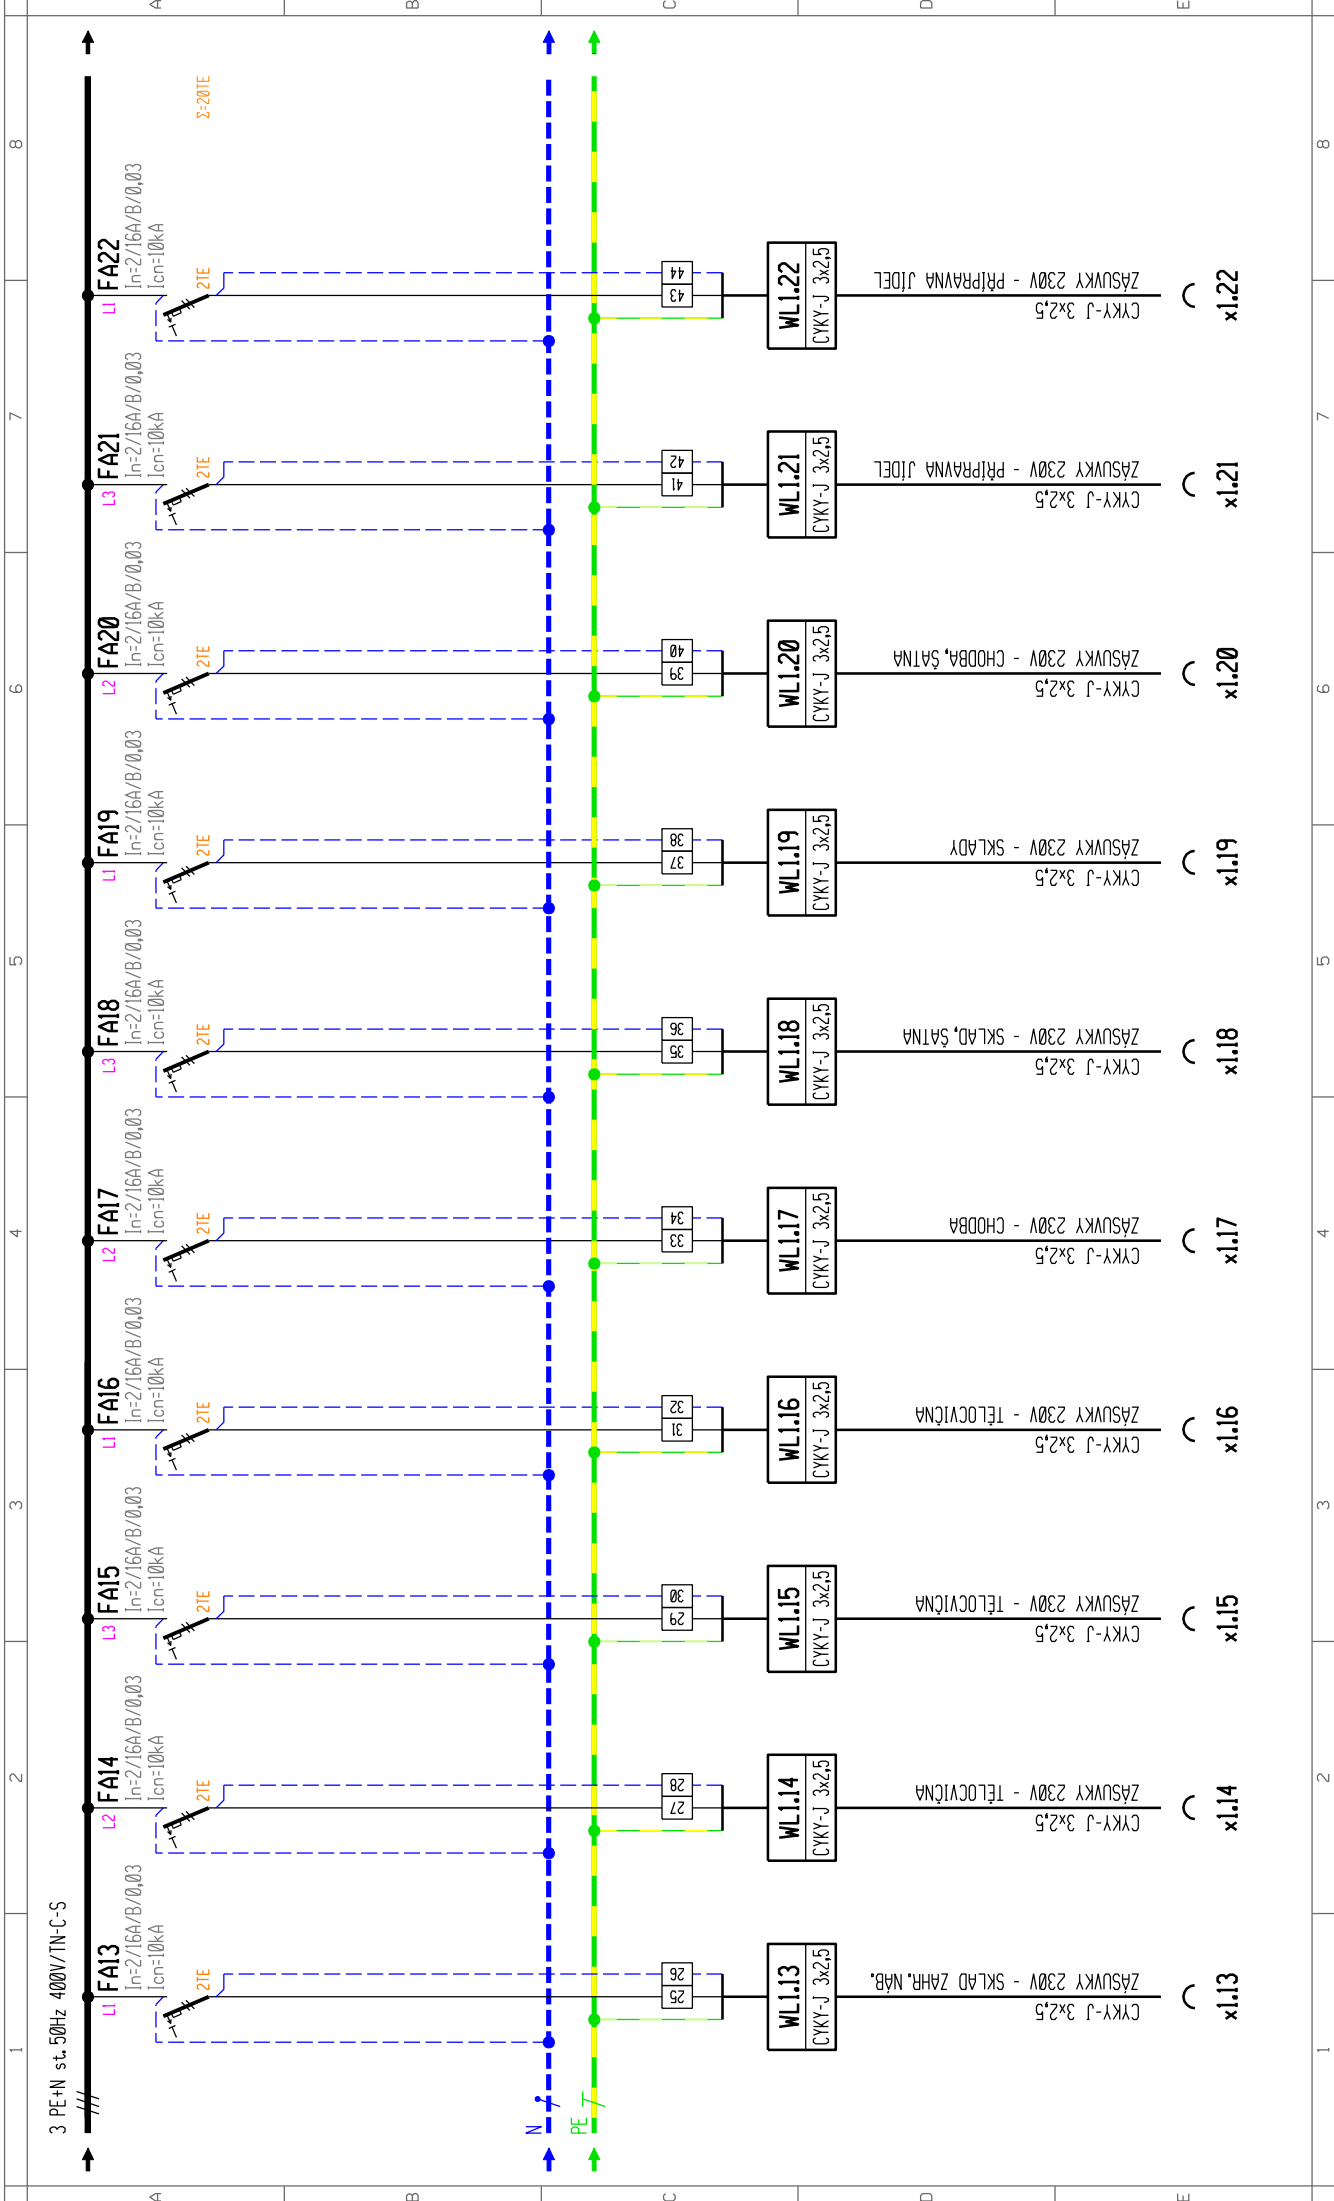 1
2
3
4
5
6
7
8
A
B
C
D
E
3 PE+N st. 50Hz 400V/TN-C-S
N
PE
L1 FA13
In=2/16A/B/0,03
Icn=10kA
2TE
25 26
WL1.13
CYKY-J 3x2,5
CYKY-J 3x2,5
ZÁSUVKY 230V - SKLAD ZAHR. NÁB.
x1.13
L2 FA14
In=2/16A/B/0,03
Icn=10kA
2TE
27 28
WL1.14
CYKY-J 3x2,5
CYKY-J 3x2,5
ZÁSUVKY 230V - TĚLOCVIČNA
x1.14
L3 FA15
In=2/16A/B/0,03
Icn=10kA
2TE
29 30
WL1.15
CYKY-J 3x2,5
CYKY-J 3x2,5
ZÁSUVKY 230V - TĚLOCVIČNA
x1.15
L1 FA16
In=2/16A/B/0,03
Icn=10kA
2TE
31 32
WL1.16
CYKY-J 3x2,5
CYKY-J 3x2,5
ZÁSUVKY 230V - TĚLOCVIČNA
x1.16
L2 FA17
In=2/16A/B/0,03
Icn=10kA
2TE
33 34
WL1.17
CYKY-J 3x2,5
CYKY-J 3x2,5
ZÁSUVKY 230V - CHODBA
x1.17
L3 FA18
In=2/16A/B/0,03
Icn=10kA
2TE
35 36
WL1.18
CYKY-J 3x2,5
CYKY-J 3x2,5
ZÁSUVKY 230V - SKLAD, ŠATNA
x1.18
L1 FA19
In=2/16A/B/0,03
Icn=10kA
2TE
37 38
WL1.19
CYKY-J 3x2,5
CYKY-J 3x2,5
ZÁSUVKY 230V - SKLADY
x1.19
L2 FA20
In=2/16A/B/0,03
Icn=10kA
2TE
39 40
WL1.20
CYKY-J 3x2,5
CYKY-J 3x2,5
ZÁSUVKY 230V - CHODBA, ŠATNA
x1.20
L3 FA21
In=2/16A/B/0,03
Icn=10kA
2TE
41 42
WL1.21
CYKY-J 3x2,5
CYKY-J 3x2,5
ZÁSUVKY 230V - PŘÍPRAVNA JÍDEL
x1.21
L1 FA22
In=2/16A/B/0,03
Icn=10kA
2TE
43 44
WL1.22
CYKY-J 3x2,5
CYKY-J 3x2,5
ZÁSUVKY 230V - PŘÍPRAVNA JÍDEL
x1.22
Σ=20TE
A
B
C
D
E
1
2
3
4
5
6
7
8